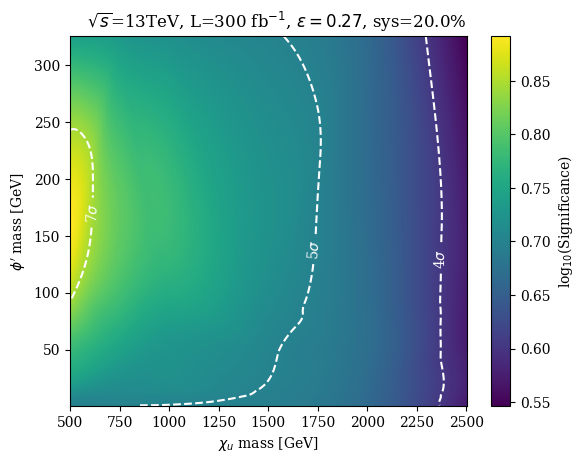 √s=13TeV, L=300 fb⁻¹, ε = 0.27, sys=20.0%
300
250
200
150
100
50
ϕ′ mass [GeV]
7σ
5σ
4σ
500 750 1000 1250 1500 1750 2000 2250 2500
χᵤ mass [GeV]
0.85
0.80
0.75
0.70
0.65
0.60
0.55
log₁₀(Significance)